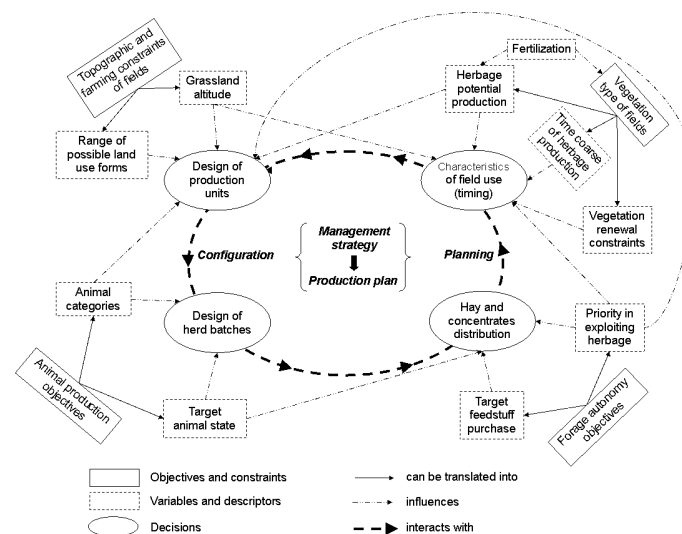 Topographic and
farming constraints
of fields
Grassland
altitude
Range of
possible land
use forms
Design of
production
units
Fertilization
Herbage
potential
production
Vegetation
type of fields
Time coarse
of herbage
production
Characteristics
of field use
(timing)
Vegetation
renewal
constraints
Configuration
Management
strategy
Production plan
Planning
Animal
categories
Design of
herd batches
Hay and
concentrates
distribution
Priority in
exploiting
herbage
Animal production
objectives
Target
animal state
Target
feedstuff
purchase
Forage autonomy
objectives
Objectives and constraints
can be translated into
Variables and descriptors
influences
Decisions
interacts with